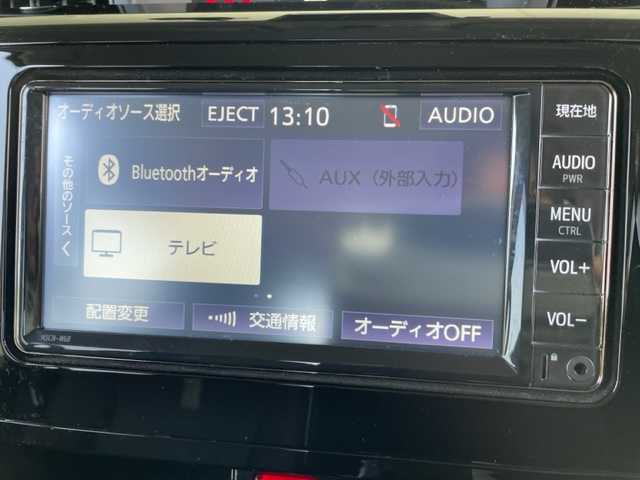 オーディオソース選択 EJECT 13:10 AUDIO
その他のソース
Bluetoothオーディオ
AUX (外部入力)
テレビ
配置変更
交通情報
オーディオOFF
現在地
AUDIO
PWR
MENU
CTRL
VOL+
VOL−